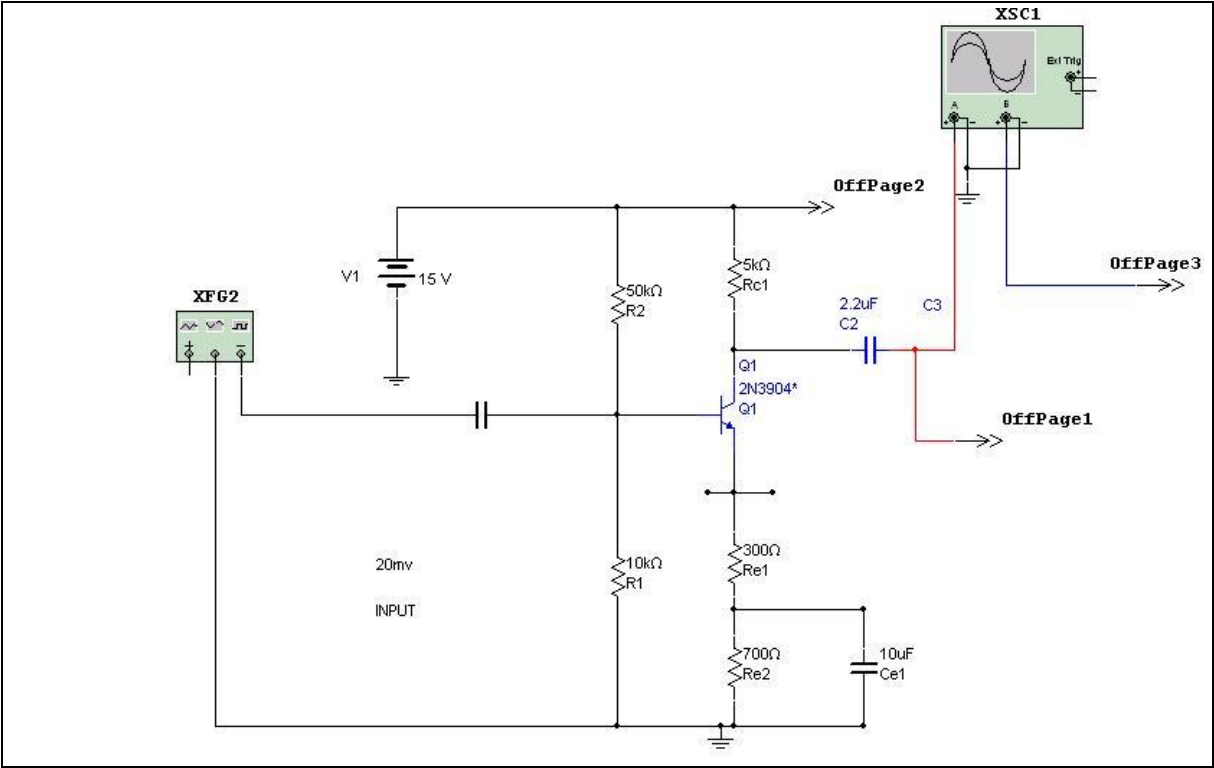 XSC1
Ext Trig
+
-
A
B
+ - + -
OffPage2
5kΩ
Rc1
OffPage3
V1
15 V
XFG2
+ -
50kΩ
R2
2.2uF
C2
C3
Q1
2N3904*
Q1
OffPage1
20mv
INPUT
10kΩ
R1
300Ω
Re1
700Ω
Re2
10uF
Ce1